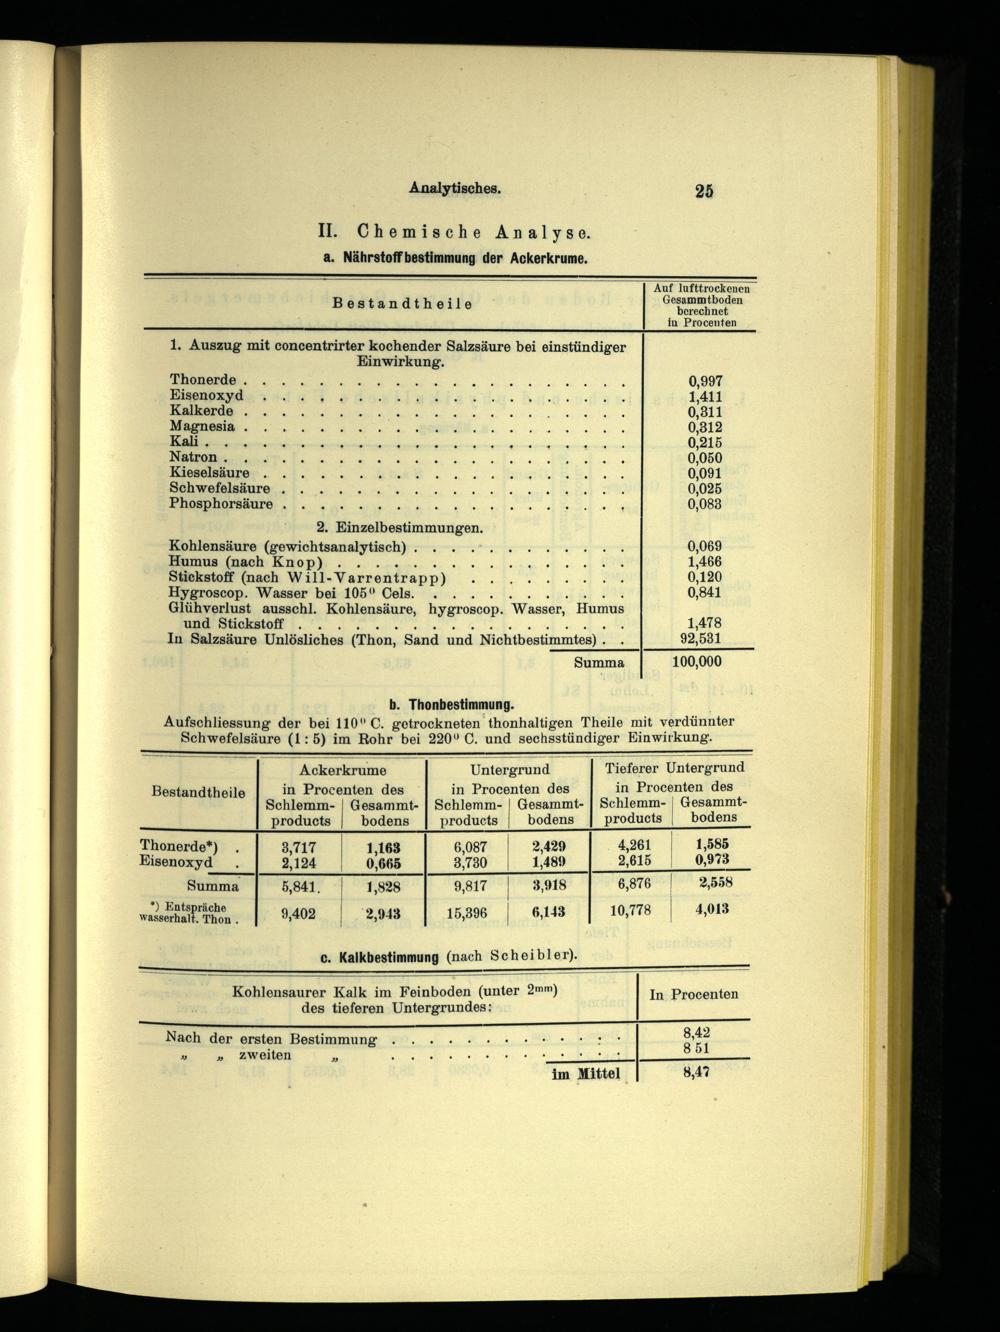 Analytisches. 25
II. Chemische Analyse.
a. Nährstoffbestimmung der Ackerkrume.
Bestandtheile
Auf lufttrockenen
Gesammtboden
berechnet
in Procenten
1. Auszug mit concentrirter kochender Salzsäure bei einstündiger
Einwirkung.
Thonerde . . . . . . . . . . . . . . . . . . . . . 0,997
Eisenoxyd . . . . . . . . . . . . . . . . . . . . 1,411
Kalkerde . . . . . . . . . . . . . . . . . . . . . 0,311
Magnesia . . . . . . . . . . . . . . . . . . . . . 0,312
Kali . . . . . . . . . . . . . . . . . . . . . . . 0,215
Natron . . . . . . . . . . . . . . . . . . . . . . 0,050
Kieselsäure . . . . . . . . . . . . . . . . . . . . 0,091
Schwefelsäure . . . . . . . . . . . . . . . . . . . 0,025
Phosphorsäure . . . . . . . . . . . . . . . . . . . 0,083
2. Einzelbestimmungen.
Kohlensäure (gewichtsanalytisch) . . . . . . . . . . . . 0,069
Humus (nach Knop) . . . . . . . . . . . . . . . . 1,466
Stickstoff (nach Will-Varrentrapp) . . . . . . . . . 0,120
Hygroscop. Wasser bei 105⁰ Cels. . . . . . . . . . . . 0,841
Glühverlust ausschl. Kohlensäure, hygroscop. Wasser, Humus
und Stickstoff . . . . . . . . . . . . . . . . . . 1,478
In Salzsäure Unlösliches (Thon, Sand und Nichtbestimmtes) . . 92,531
Summa 100,000
b. Thonbestimmung.
Aufschliessung der bei 110⁰ C. getrockneten thonhaltigen Theile mit verdünnter
Schwefelsäure (1 : 5) im Rohr bei 220⁰ C. und sechsstündiger Einwirkung.
Bestandtheile
Ackerkrume Untergrund Tieferer Untergrund
in Procenten des in Procenten des in Procenten des
Schlemm- Gesammt- Schlemm- Gesammt- Schlemm- Gesammt-
products bodens products bodens products bodens
Thonerde*) . 3,717 1,163 6,087 2,429 4,261 1,585
Eisenoxyd . 2,124 0,665 3,730 1,489 2,615 0,973
Summa 5,841. 1,828 9,817 3,918 6,876 2,558
*) Entspräche
wasserhalt. Thon . 9,402 2,943 15,396 6,143 10,778 4,013
c. Kalkbestimmung (nach Scheibler).
Kohlensaurer Kalk im Feinboden (unter 2mm)
des tieferen Untergrundes:
In Procenten
Nach der ersten Bestimmung . . . . . . . . . . . . . 8,42
„ „ zweiten „ . . . . . . . . . . . . . 8 51
im Mittel 8,47